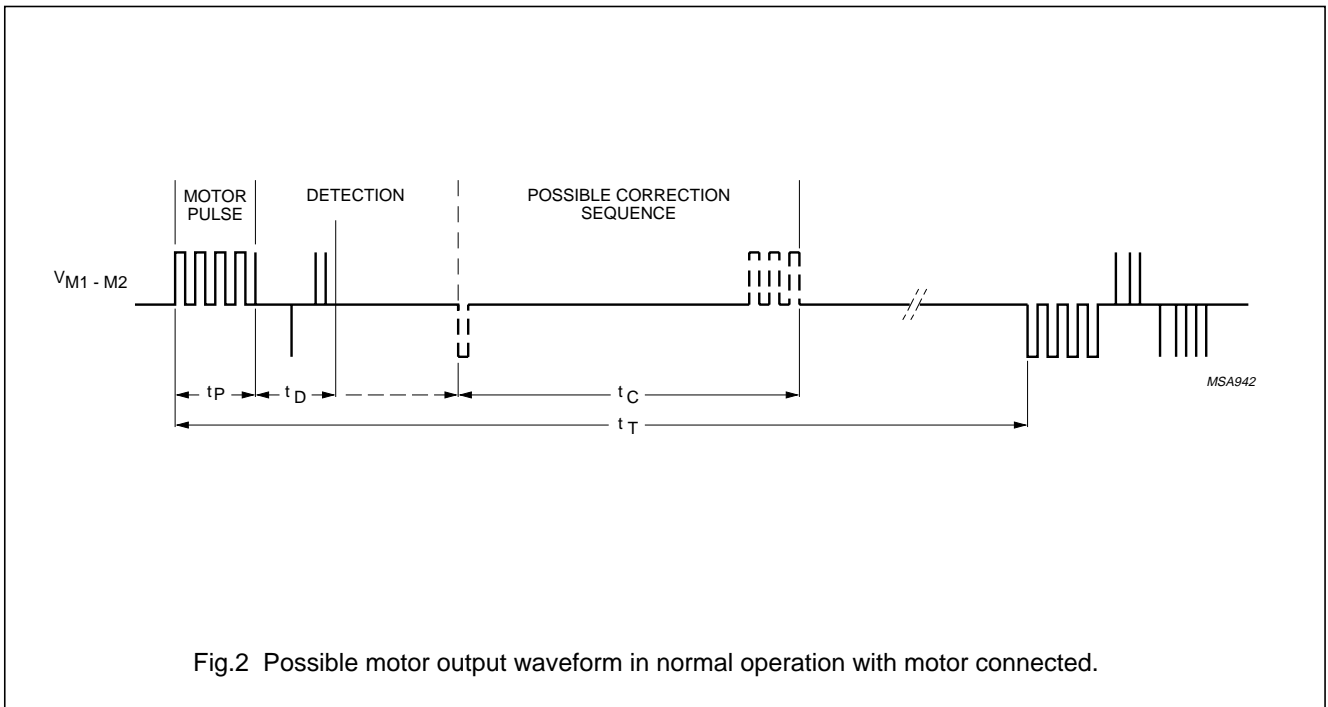 MOTOR
PULSE
DETECTION
POSSIBLE CORRECTION
SEQUENCE
VM1 - M2
tP
tD
tC
tT
MSA942
Fig.2 Possible motor output waveform in normal operation with motor connected.